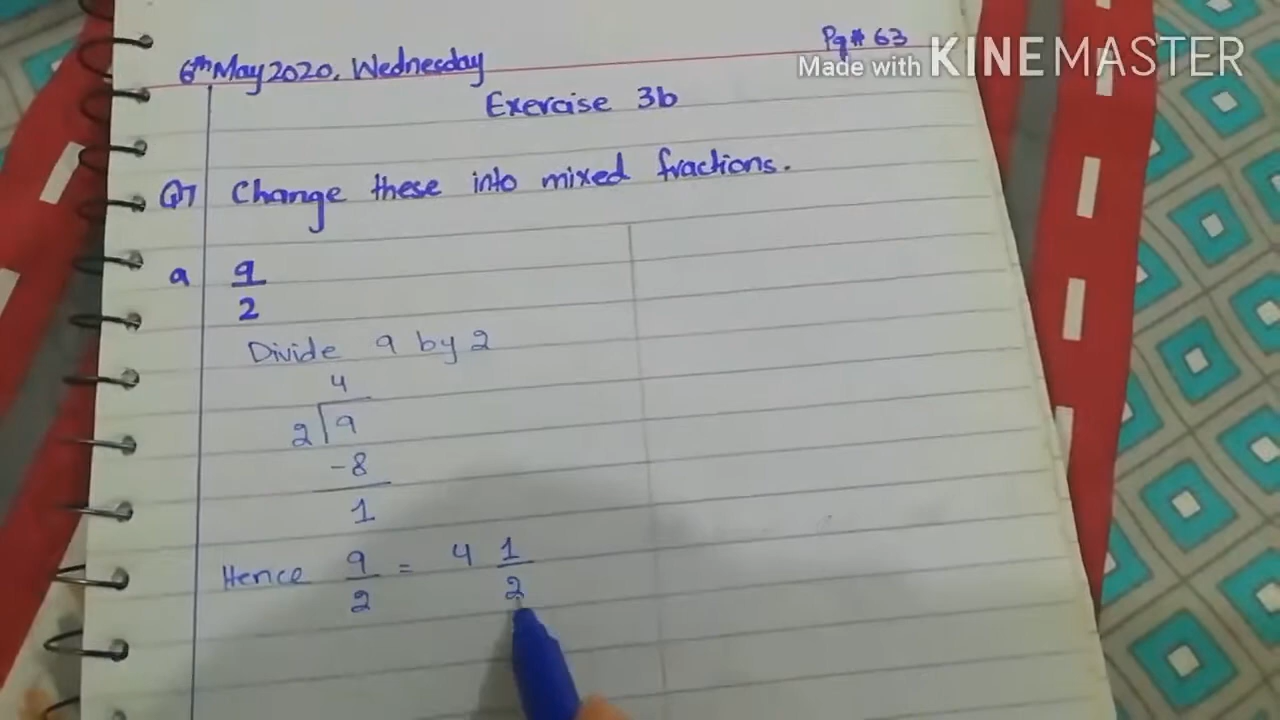 Pg# 63
Made with KINEMASTER
6th May 2020, Wednesday
Exercise 3b
Q7 Change these into mixed fractions.
a 9/2
Divide 9 by 2
4
2 9
-8
1
Hence 9/2 = 4 1/2